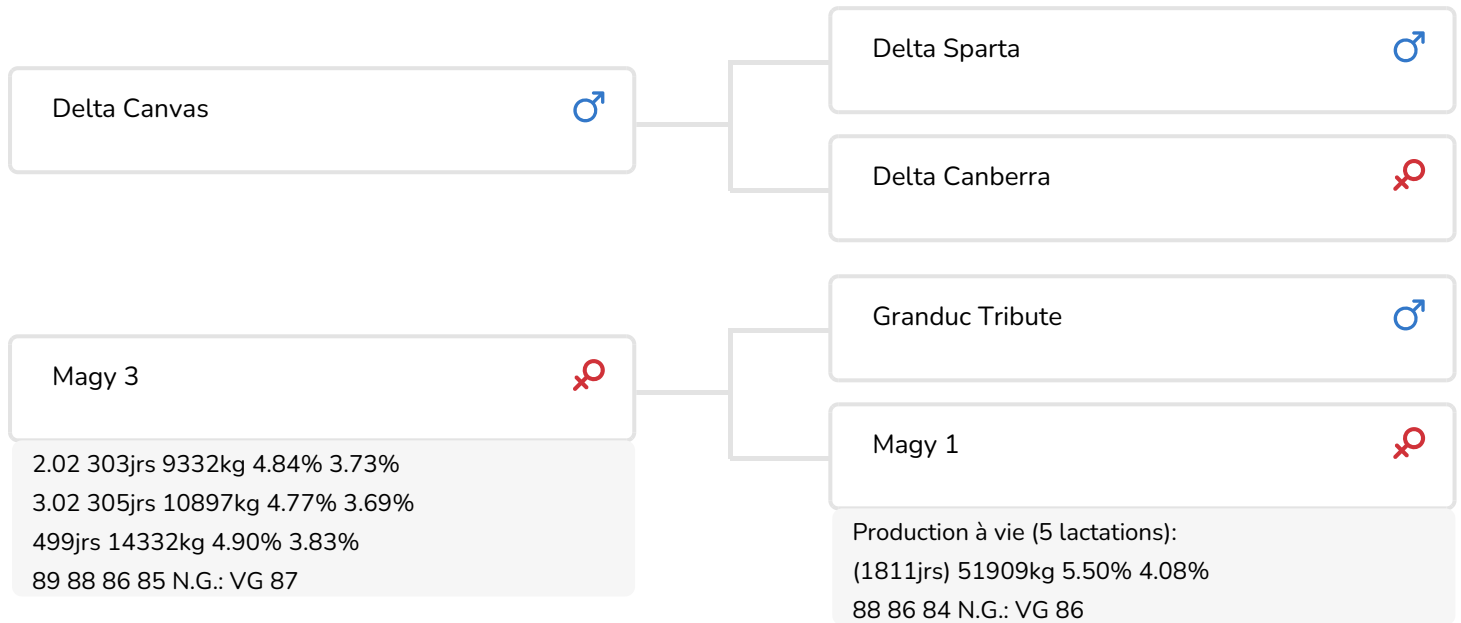 Delta Canvas
Delta Sparta
Delta Canberra
Magy 3
2.02 303jrs 9332kg 4.84% 3.73%
3.02 305jrs 10897kg 4.77% 3.69%
499jrs 14332kg 4.90% 3.83%
89 88 86 85 N.G.: VG 87
Granduc Tribute
Magy 1
Production à vie (5 lactations):
(1811jrs) 51909kg 5.50% 4.08%
88 86 84 N.G.: VG 86